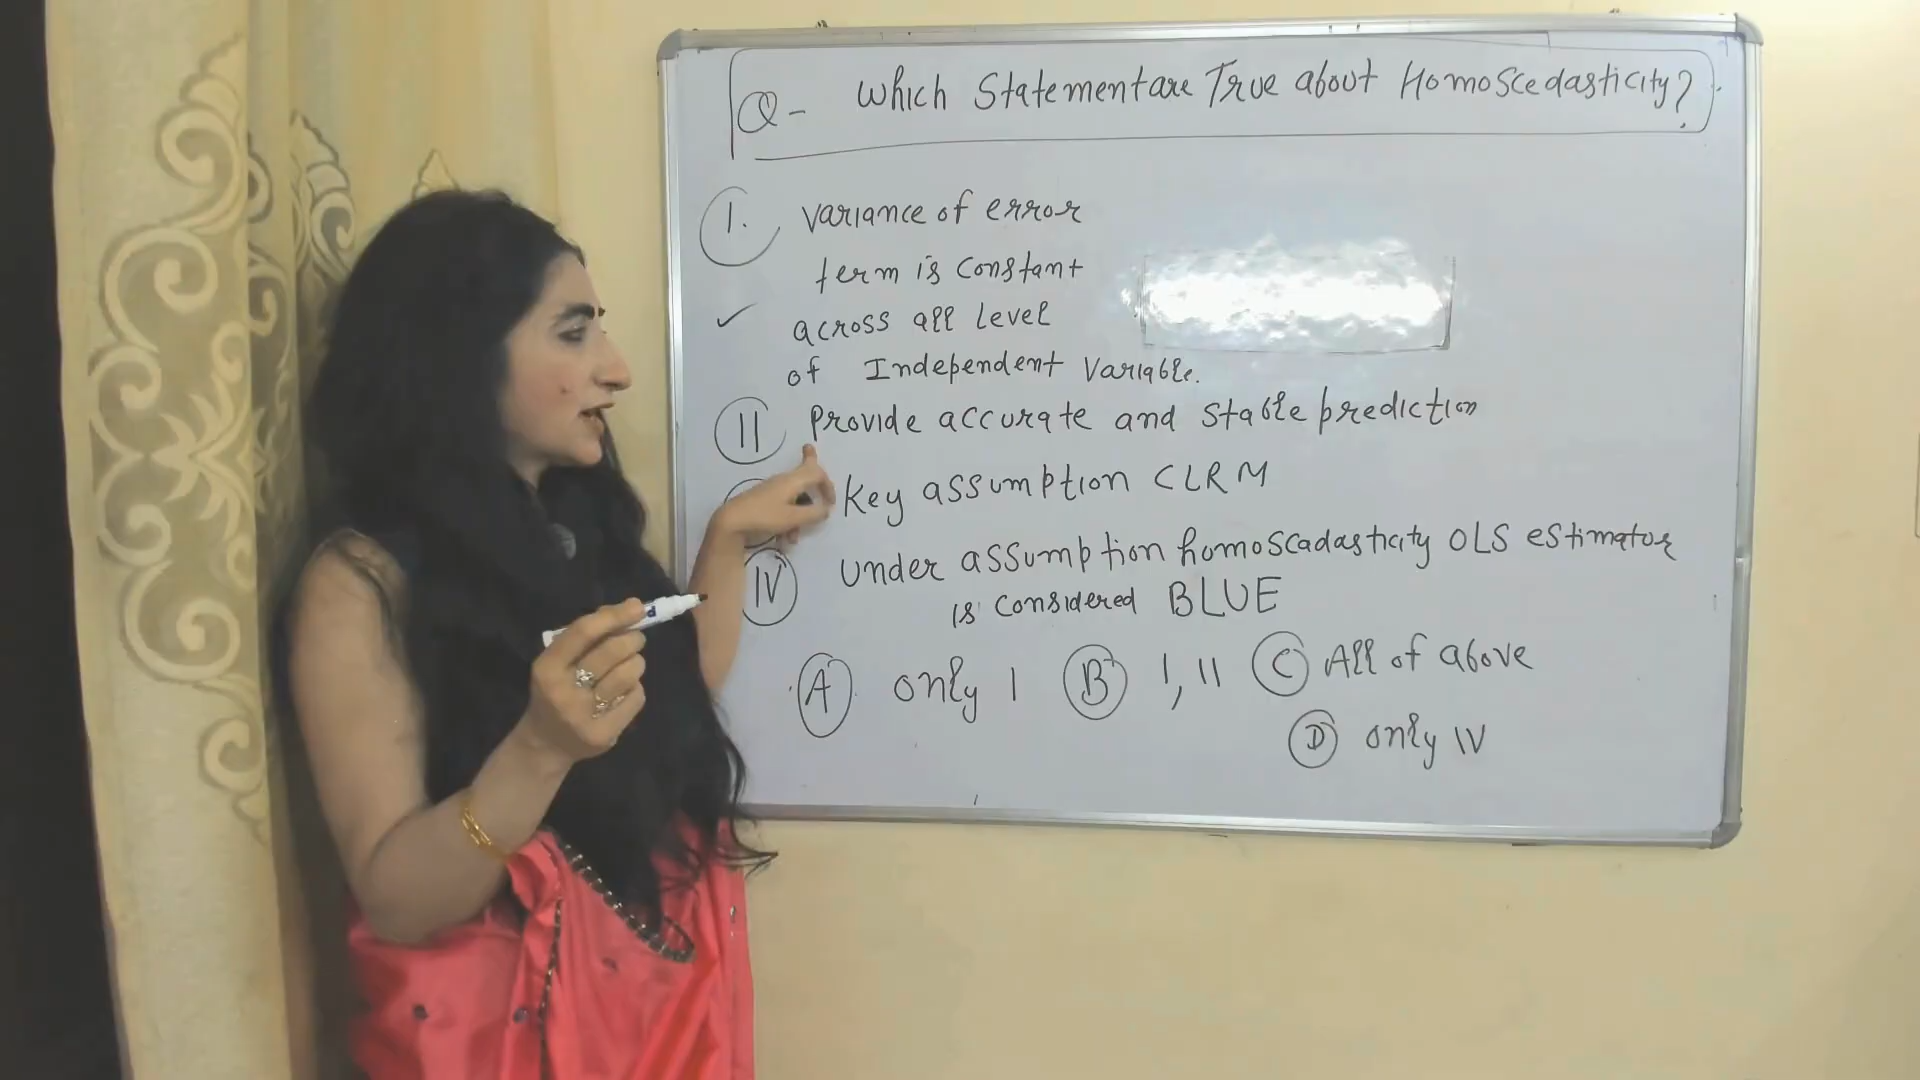 Q- Which Statement are True about Homoscedasticity?
I. Variance of error
term is constant
across all level
of Independent Variable.
II Provide accurate and stable prediction
Key assumption CLRM
IV Under assumption homoscadasticity OLS estimator
is considered BLUE
A only I B I, II C All of above
D only IV